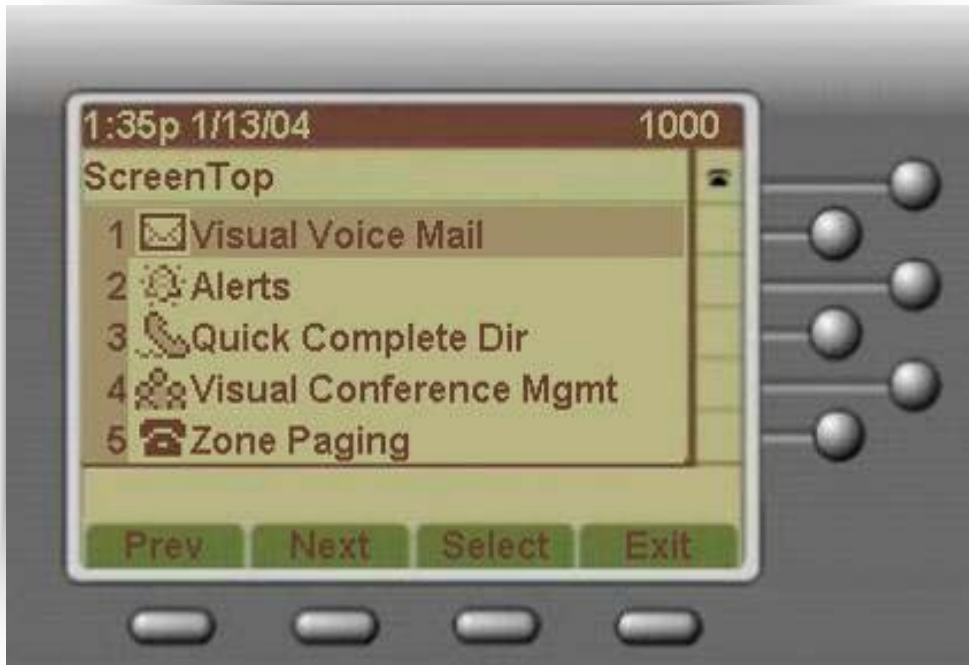 1:35p 1/13/04 1000
ScreenTop
1 Visual Voice Mail
2 Alerts
3 Quick Complete Dir
4 Visual Conference Mgmt
5 Zone Paging
Prev Next Select Exit